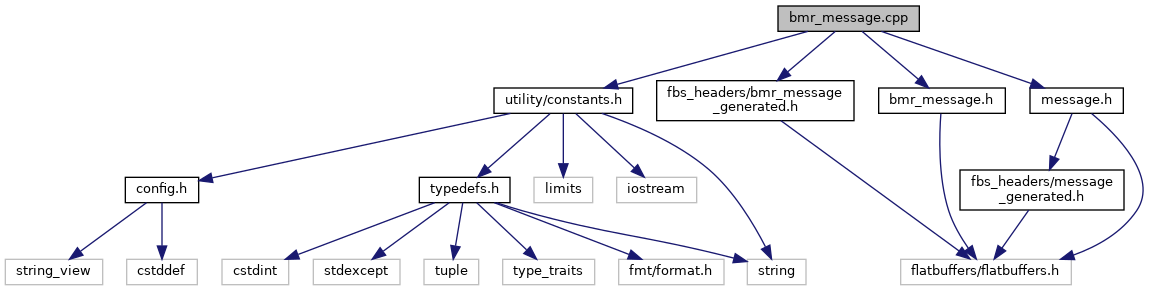 bmr_message.cpp
utility/constants.h
fbs_headers/bmr_message
_generated.h
bmr_message.h
message.h
config.h
typedefs.h
limits
iostream
fbs_headers/message
_generated.h
string_view
cstddef
cstdint
stdexcept
tuple
type_traits
fmt/format.h
string
flatbuffers/flatbuffers.h